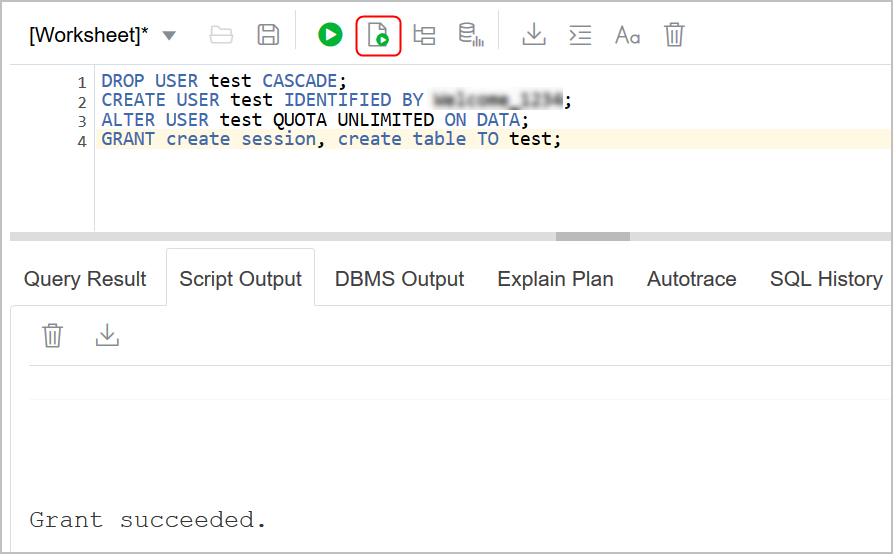 [Worksheet]*
Aa
1 DROP USER test CASCADE;
2 CREATE USER test IDENTIFIED BY ;
3 ALTER USER test QUOTA UNLIMITED ON DATA;
4 GRANT create session, create table TO test;
Query Result Script Output DBMS Output Explain Plan Autotrace SQL History
Grant succeeded.